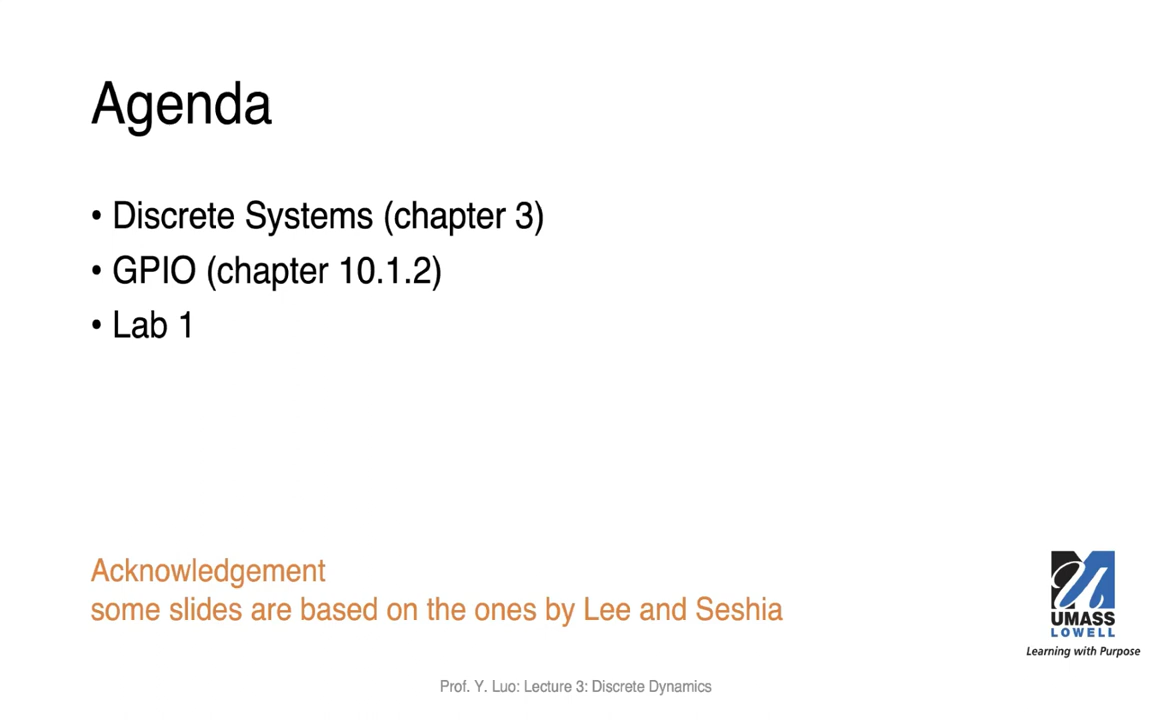 Agenda
• Discrete Systems (chapter 3)
• GPIO (chapter 10.1.2)
• Lab 1
Acknowledgement
some slides are based on the ones by Lee and Seshia
UMASS
LOWELL
Learning with Purpose
Prof. Y. Luo: Lecture 3: Discrete Dynamics